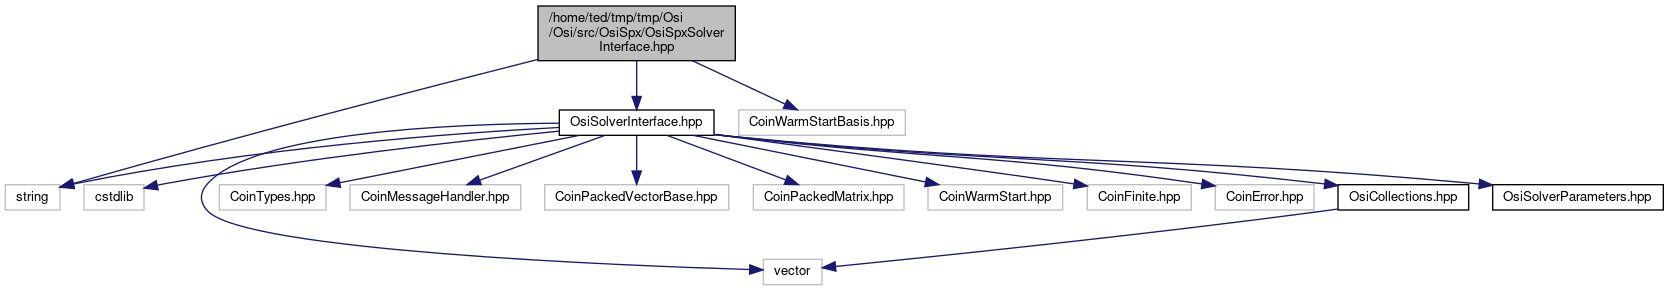 /home/ted/tmp/tmp/Osi
/Osi/src/OsiSpx/OsiSpxSolver
Interface.hpp
OsiSolverInterface.hpp
CoinWarmStartBasis.hpp
string
cstdlib
CoinTypes.hpp
CoinMessageHandler.hpp
CoinPackedVectorBase.hpp
CoinPackedMatrix.hpp
CoinWarmStart.hpp
CoinFinite.hpp
CoinError.hpp
OsiCollections.hpp
OsiSolverParameters.hpp
vector